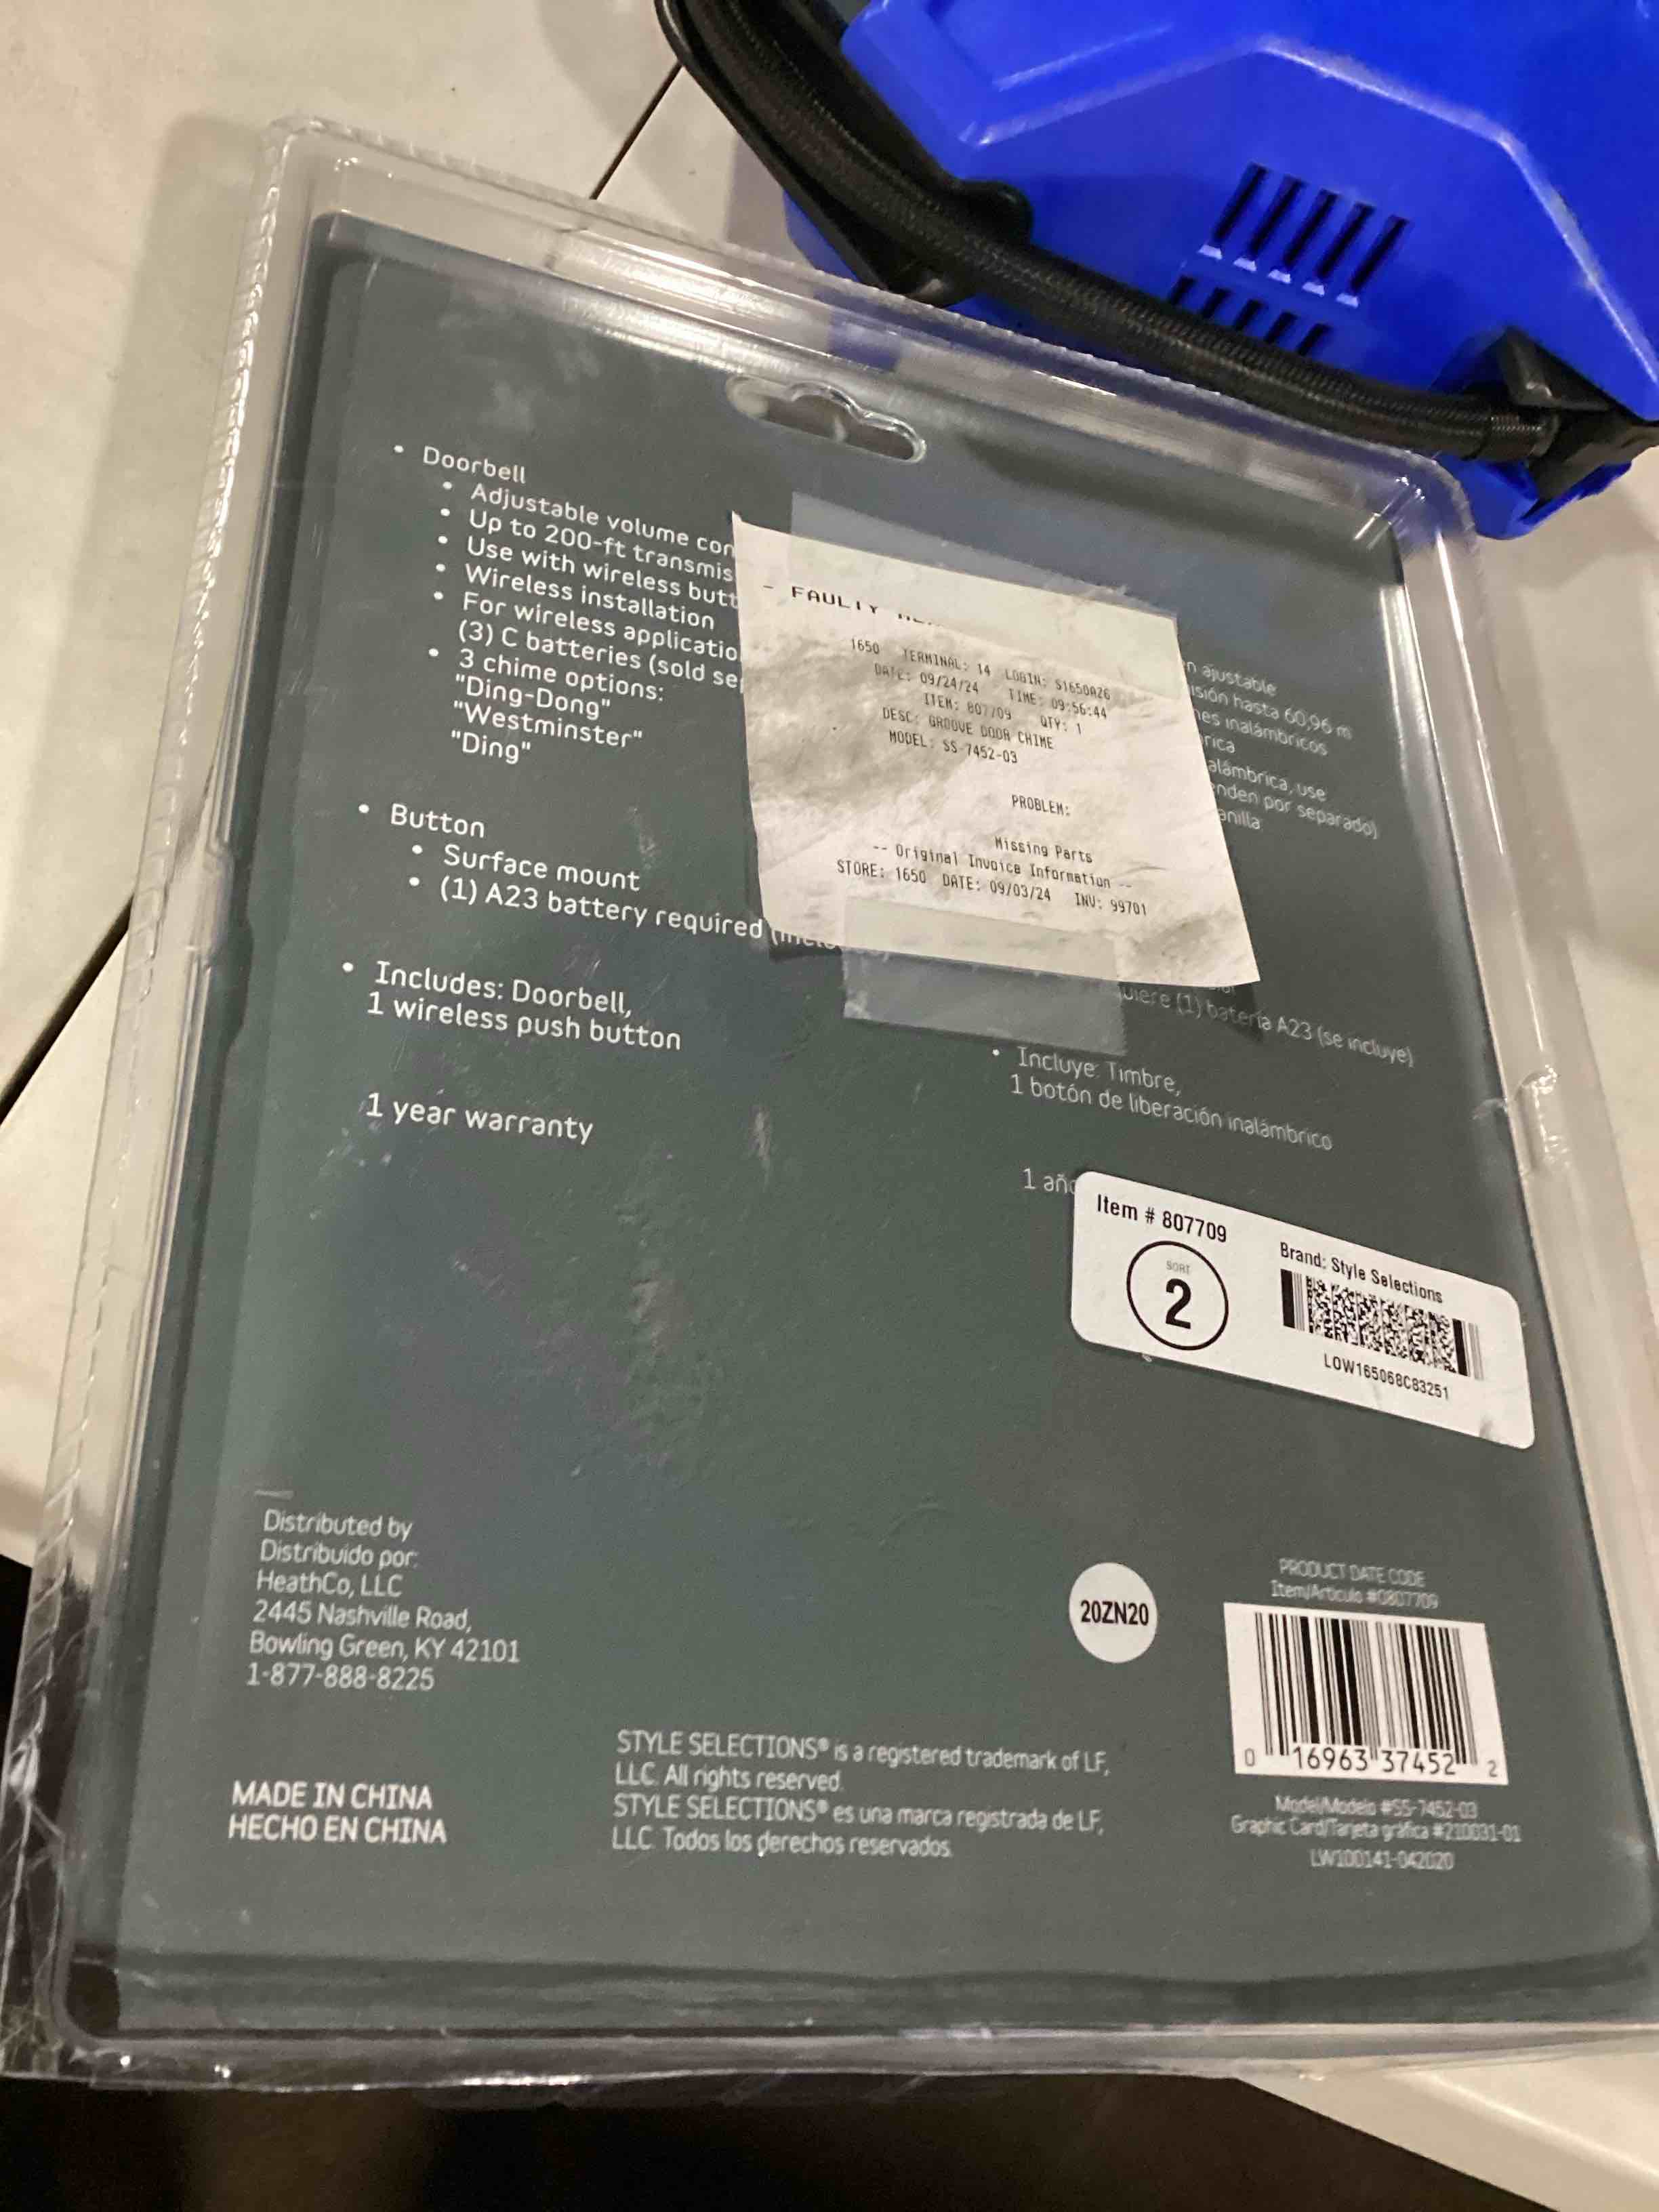 • Doorbell
• Adjustable volume con
• Up to 200-ft transmis
• Use with wireless butt
• Wireless installation
• For wireless applicatio
(3) C batteries (sold se
• 3 chime options:
"Ding-Dong"
"Westminster"
"Ding"
• Button
• Surface mount
• (1) A23 battery required
• Includes: Doorbell,
1 wireless push button
1 year warranty
- FAULTY
1650 TERMINAL: 14 LOGIN: S1650A26
DATE: 09/24/24 TIME: 09:56:44
ITEM: 807709 QTY: 1
DESC: GROOVE DOOR CHIME
MODEL: SS-7452-03
PROBLEM:
Missing Parts
-- Original Invoice Information --
STORE: 1650 DATE: 09/03/24 INV: 99701
n ajustable
isión hasta 60,96 m
nes inalámbricos
rica
alámbrica, use
nden por separado)
anilla
uiere (1) batería A23 (se incluye)
• Incluye: Timbre,
1 botón de liberación inalámbrico
1 año
Item # 807709
SORT
2
Brand: Style Selections
LOW165068C83251
Distributed by
Distribuido por:
HeathCo, LLC
2445 Nashville Road,
Bowling Green, KY 42101
1-877-888-8225
MADE IN CHINA
HECHO EN CHINA
STYLE SELECTIONS® is a registered trademark of LF,
LLC. All rights reserved.
STYLE SELECTIONS® es una marca registrada de LF,
LLC. Todos los derechos reservados.
20ZN20
PRODUCT DATE CODE
Item/Artículo #0807709
0 16963 37452 2
Model/Modelo #SS-7452-03
Graphic Card/Tarjeta gráfica #210031-01
LW100141-042020